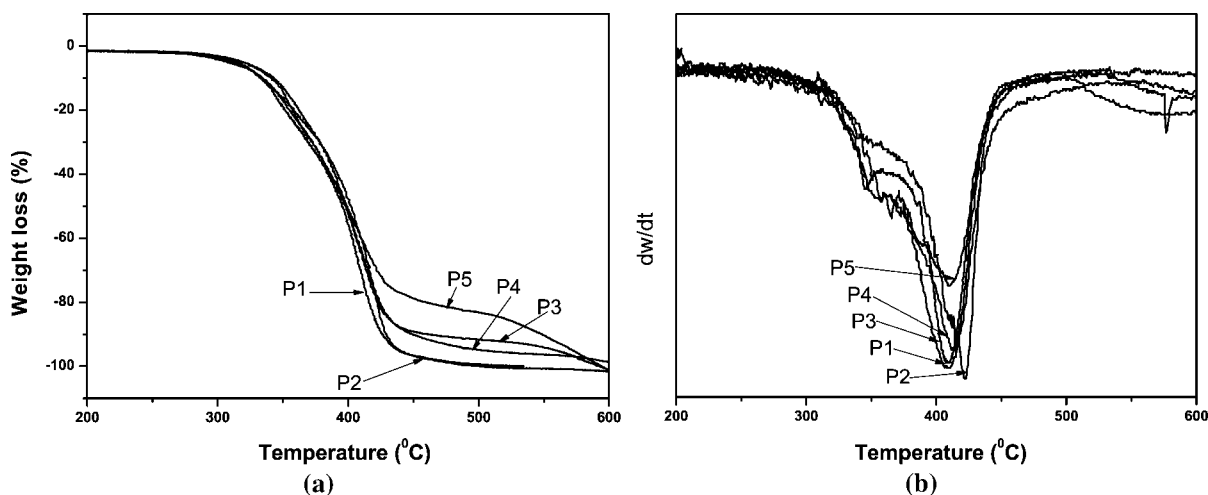 0
-20
-40
-60
-80
-100
Weight loss (%)
P1
P5
P4
P3
P2
200 300 400 500 600
Temperature (⁰C)
(a)
dw/dt
P5
P4
P3
P1
P2
200 300 400 500 600
Temperature (⁰C)
(b)